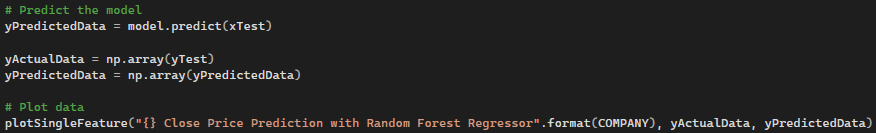 # Predict the model
yPredictedData = model.predict(xTest)
yActualData = np.array(yTest)
yPredictedData = np.array(yPredictedData)
# Plot data
plotSingleFeature("{} Close Price Prediction with Random Forest Regressor".format(COMPANY), yActualData, yPredictedData)